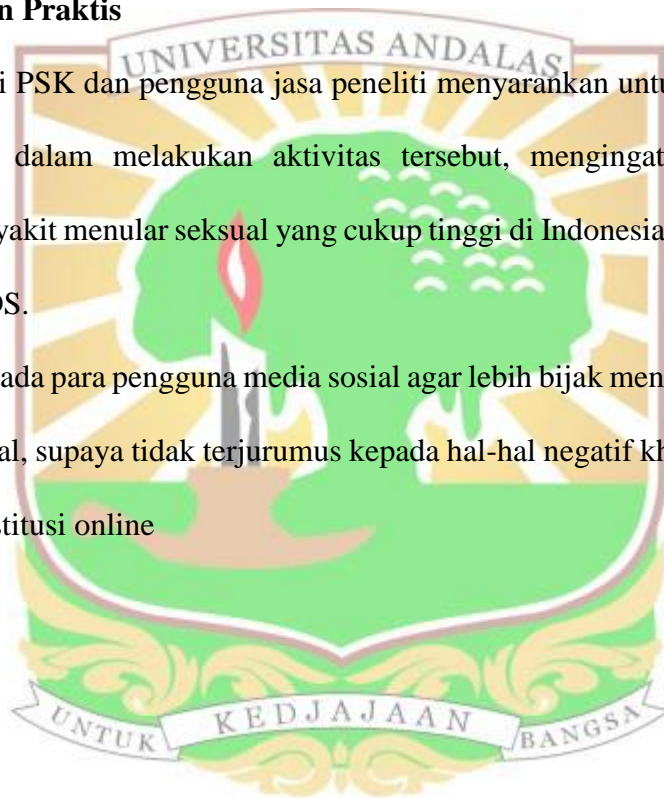 n Praktis
UNIVERSITAS ANDALAS
i PSK dan pengguna jasa peneliti menyarankan untu
dalam melakukan aktivitas tersebut, mengingat
yakit menular seksual yang cukup tinggi di Indonesia
OS.
ada para pengguna media sosial agar lebih bijak men
al, supaya tidak terjurumus kepada hal-hal negatif kh
stitusi online
UNTUK KEDJAJAAN BANGSA